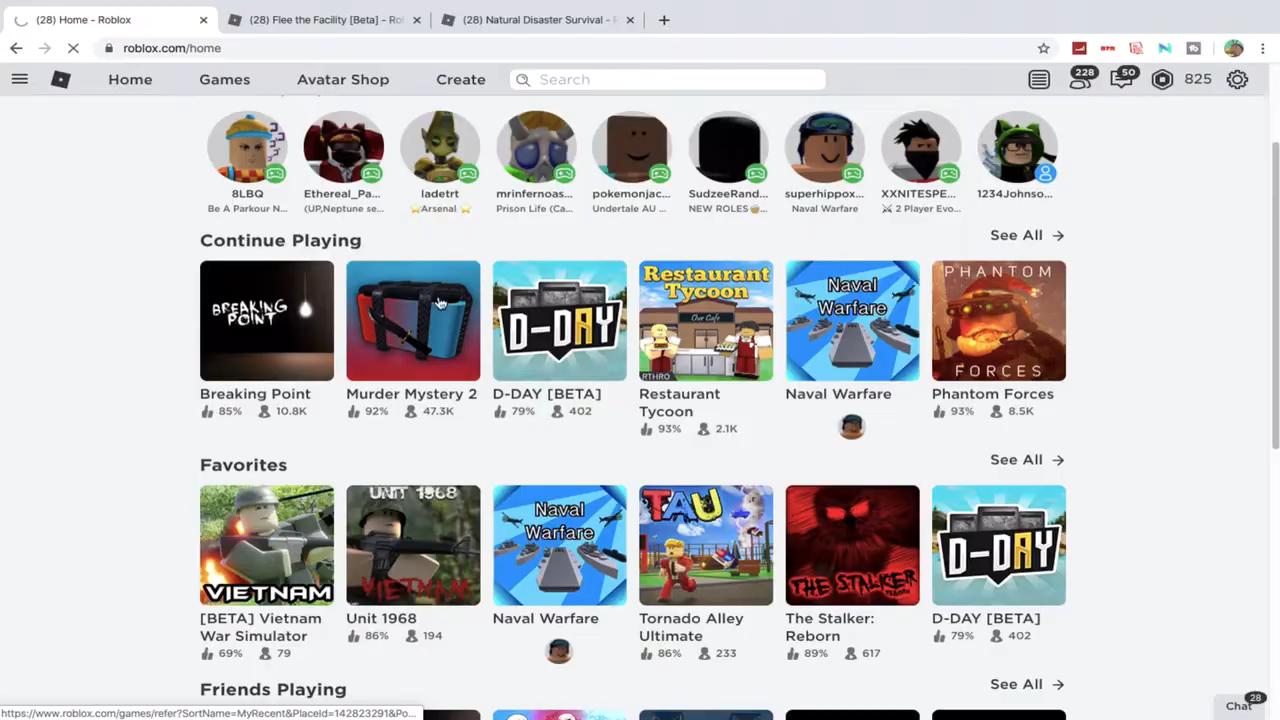 (28) Home - Roblox
(28) Flee the Facility [Beta] - Ro
(28) Natural Disaster Survival - R
roblox.com/home
Home
Games
Avatar Shop
Create
Search
228
50
825
8LBQ
Ethereal_Pa...
ladetrt
mrinfernoas...
pokemonjac...
SudzeeRand...
superhippox...
XXNITESPE...
1234Johnso...
Be A Parkour N...
(UP,Neptune se...
⭐Arsenal ⭐
Prison Life (Ca...
Undertale AU ...
NEW ROLES🍿...
Naval Warfare
⚔ 2 Player Evo...
Continue Playing
See All →
BREAKING POINT
D-DAY
Restaurant Tycoon
Our Cafe
RTHRO
Naval Warfare
PHANTOM FORCES
Breaking Point
85% 10.8K
Murder Mystery 2
92% 47.3K
D-DAY [BETA]
79% 402
Restaurant
Tycoon
93% 2.1K
Naval Warfare
Phantom Forces
93% 8.5K
Favorites
See All →
VIETNAM
UNIT 1968
VIETNAM
Naval Warfare
TAU
THE STALKER
REBORN
D-DAY
[BETA] Vietnam
War Simulator
69% 79
Unit 1968
86% 194
Naval Warfare
Tornado Alley
Ultimate
86% 233
The Stalker:
Reborn
89% 617
D-DAY [BETA]
79% 402
Friends Playing
See All →
https://www.roblox.com/games/refer?SortName=MyRecent&PlaceId=142823291&Po...
Chat
28